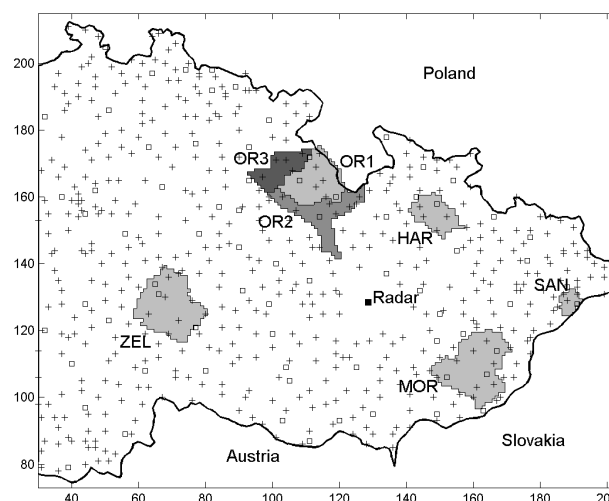 200
Poland
180
OR3
OR1
160
OR2
HAR
140
SAN
Radar
120
ZEL
MOR
100
Slovakia
Austria
80
40 60 80 100 120 140 160 180 200